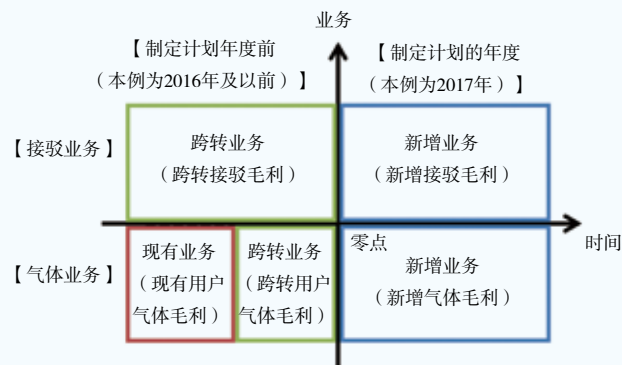 业务
【制定计划年度前
（本例为2016年及以前）】
【制定计划的年度
（本例为2017年）】
【接驳业务】
跨转业务
（跨转接驳毛利）
新增业务
（新增接驳毛利）
零点
时间
【气体业务】
现有业务
（现有用户
气体毛利）
跨转业务
（跨转用户
气体毛利）
新增业务
（新增气体毛利）